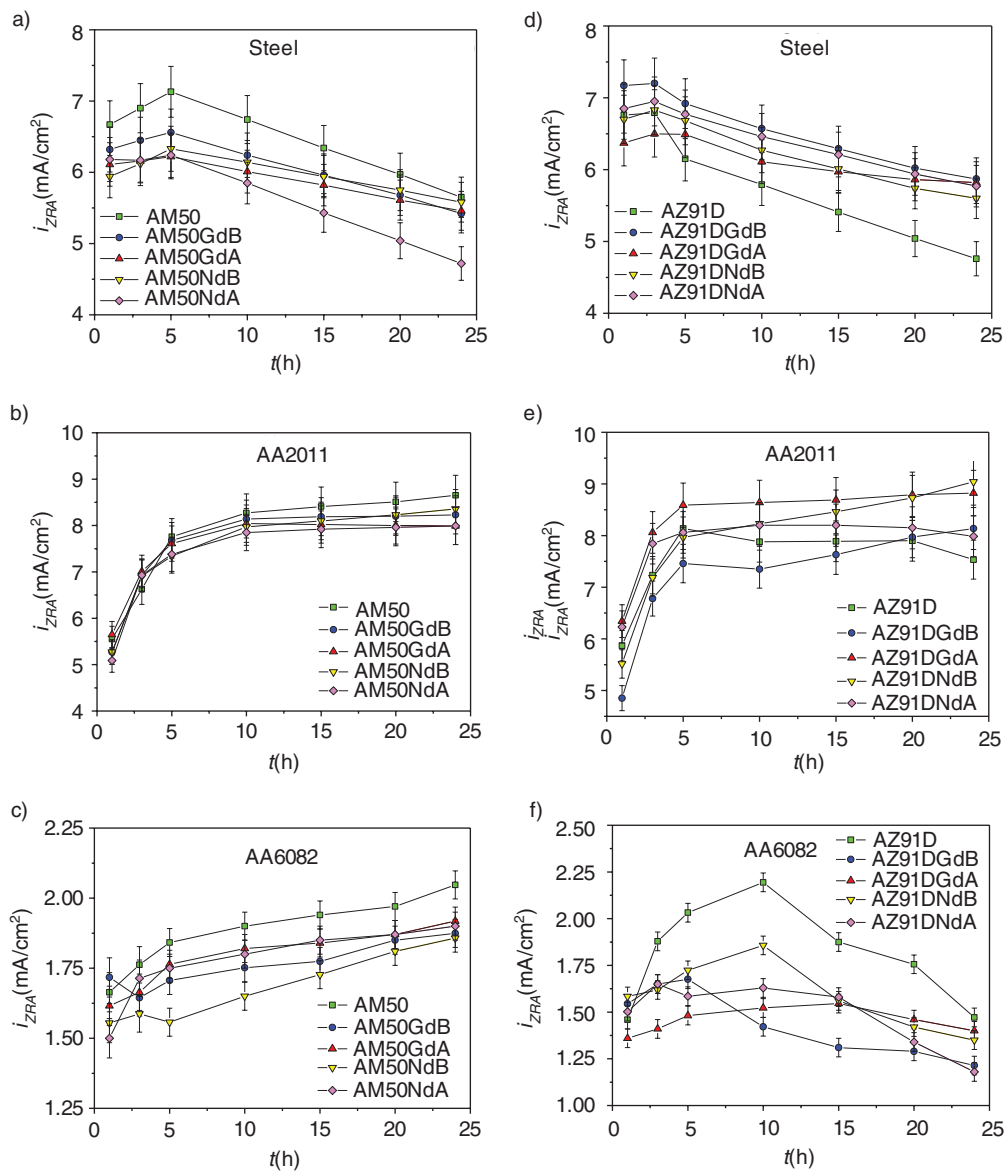 a)
Steel
8
7
6
5
4
i_ZRA(mA/cm²)
AM50
AM50GdB
AM50GdA
AM50NdB
AM50NdA
0 5 10 15 20 25
t(h)
d)
Steel
8
7
6
5
4
i_ZRA(mA/cm²)
AZ91D
AZ91DGdB
AZ91DGdA
AZ91DNdB
AZ91DNdA
0 5 10 15 20 25
t(h)
b)
AA2011
10
9
8
7
6
5
4
i_ZRA(mA/cm²)
AM50
AM50GdB
AM50GdA
AM50NdB
AM50NdA
0 5 10 15 20 25
t(h)
e)
AA2011
10
9
8
7
6
5
i_ZRA
i_ZRA(mA/cm²)
AZ91D
AZ91DGdB
AZ91DGdA
AZ91DNdB
AZ91DNdA
0 5 10 15 20 25
t(h)
c)
AA6082
2.25
2.00
1.75
1.50
1.25
i_ZRA(mA/cm²)
AM50
AM50GdB
AM50GdA
AM50NdB
AM50NdA
0 5 10 15 20 25
t(h)
f)
AA6082
2.50
2.25
2.00
1.75
1.50
1.25
1.00
i_ZRA(mA/cm²)
AZ91D
AZ91DGdB
AZ91DGdA
AZ91DNdB
AZ91DNdA
0 5 10 15 20 25
t(h)